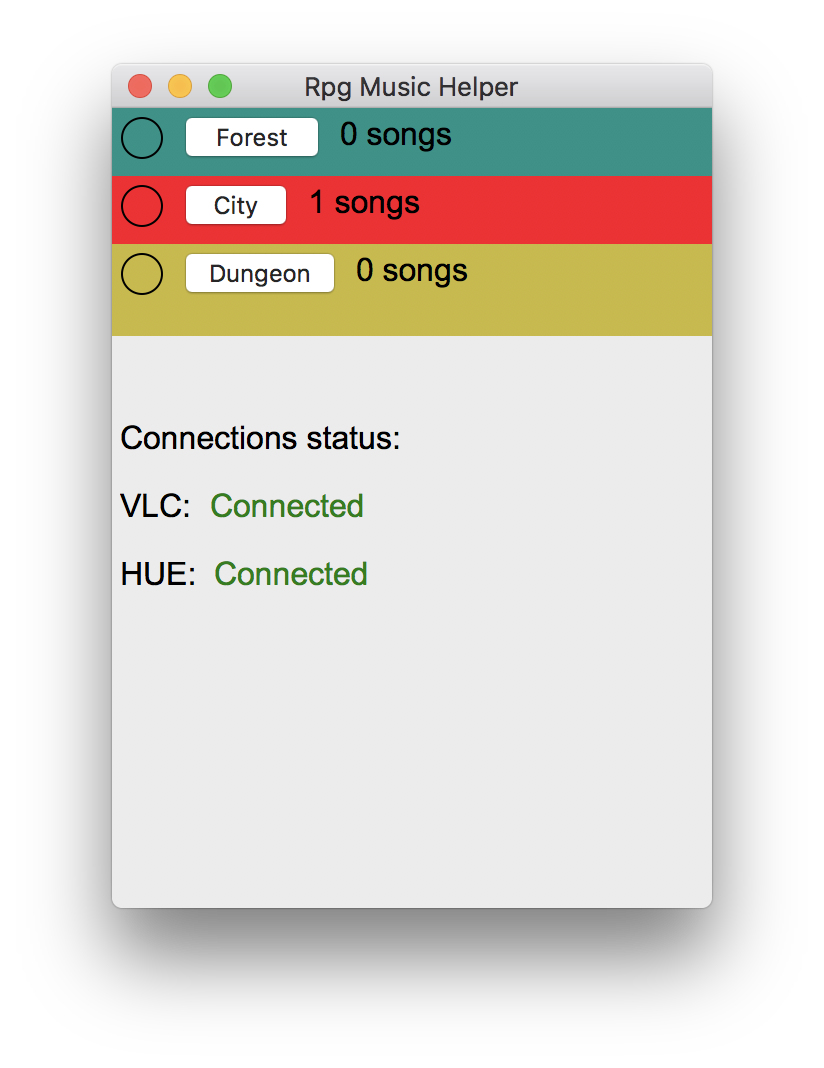 Rpg Music Helper
Forest 0 songs
City 1 songs
Dungeon 0 songs
Connections status:
VLC: Connected
HUE: Connected